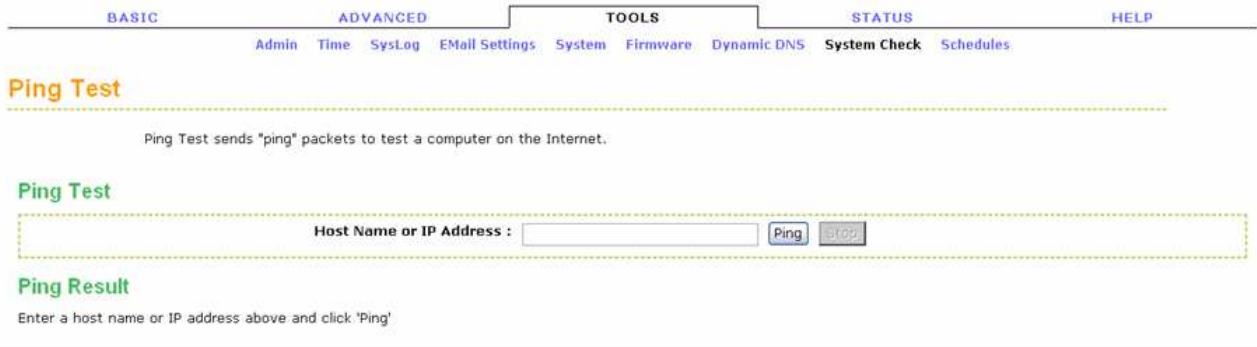 BASIC ADVANCED TOOLS STATUS HELP
Admin Time SysLog EMail Settings System Firmware Dynamic DNS System Check Schedules
Ping Test
Ping Test sends "ping" packets to test a computer on the Internet.
Ping Test
Host Name or IP Address : Ping Stop
Ping Result
Enter a host name or IP address above and click 'Ping'